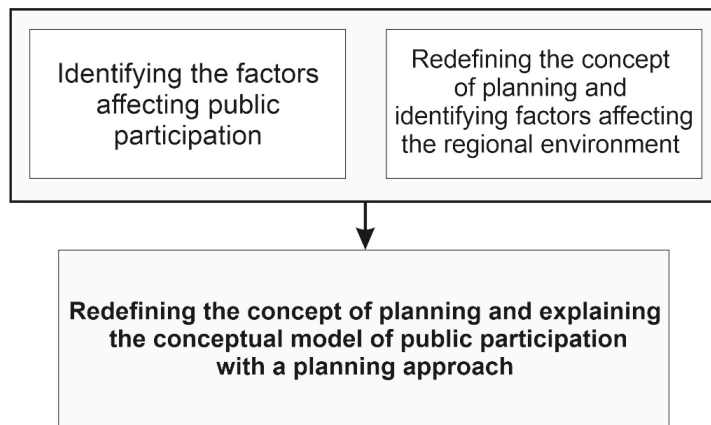 Identifying the factors
affecting public
participation
Redefining the concept
of planning and
identifying factors affecting
the regional environment
Redefining the concept of planning and explaining
the conceptual model of public participation
with a planning approach